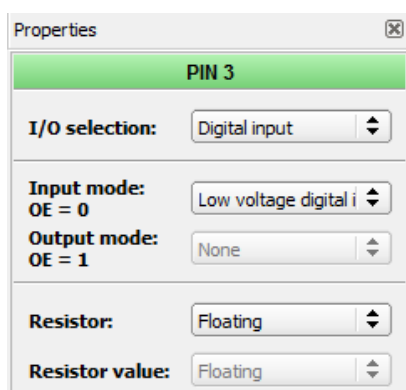 Properties
PIN 3
I/O selection: Digital input
Input mode: Low voltage digital i
OE = 0
Output mode: None
OE = 1
Resistor: Floating
Resistor value: Floating